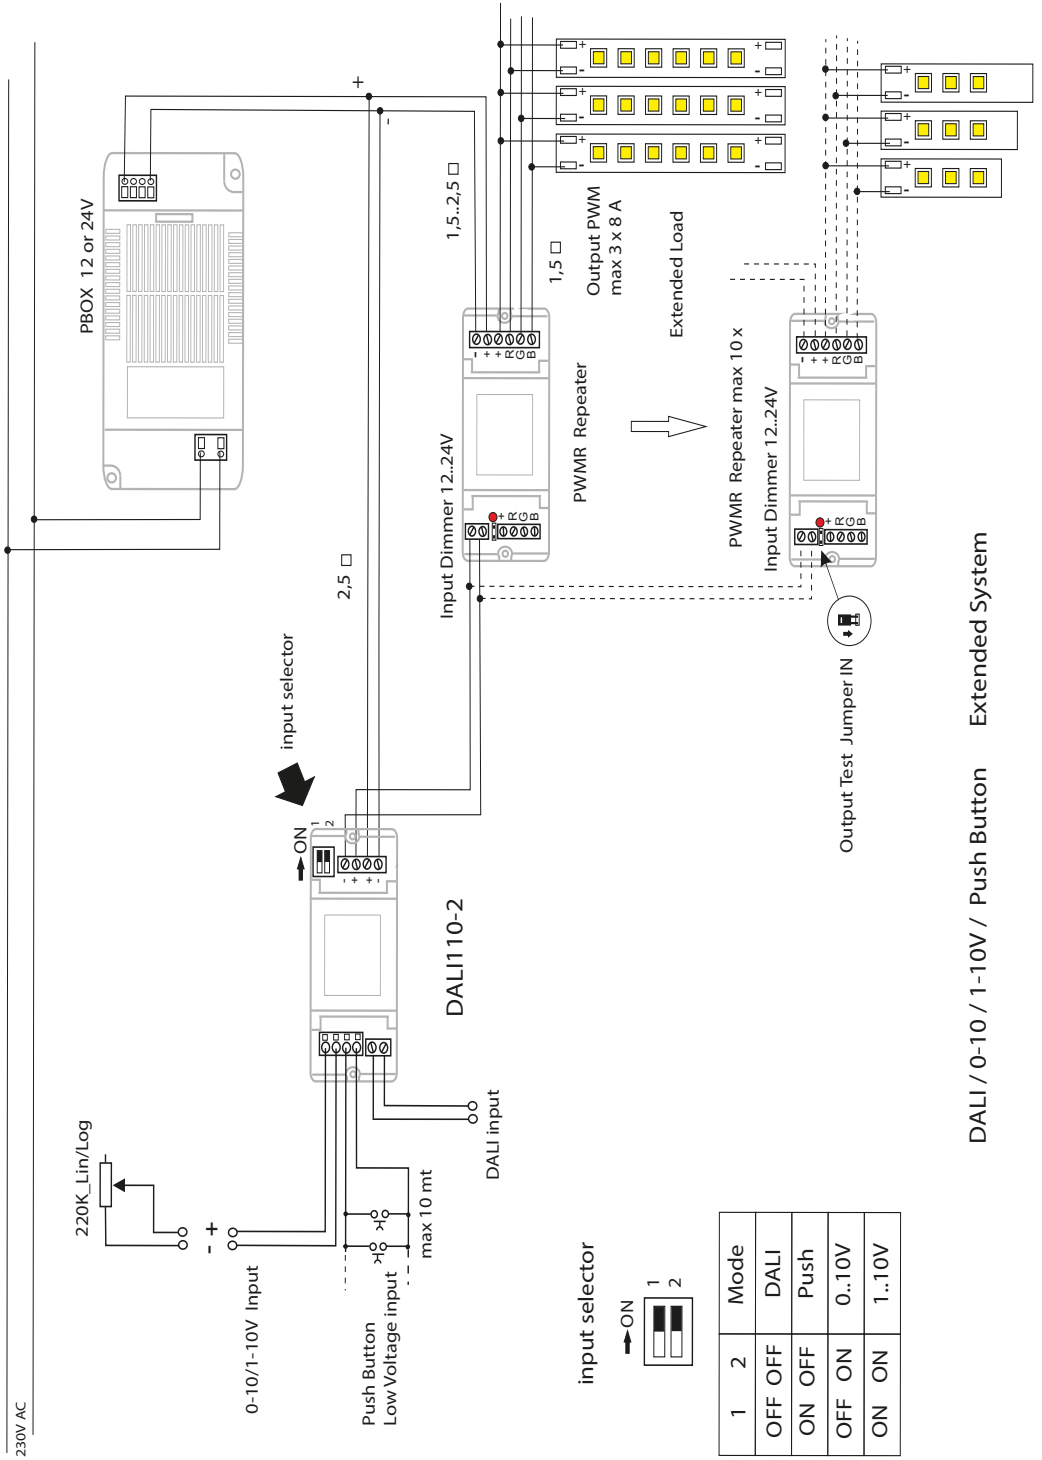 230V AC
220K_Lin/Log
- +
0-10/1-10V Input
Push Button
Low Voltage input
max 10 mt
DALI input
DALI110-2
ON
1
2
- + + -
input selector
2,5 □
PBOX 12 or 24V
+
-
1,5..2,5 □
1,5 □
Input Dimmer 12..24V
+ R G B
- + + R G B
PWMR Repeater
Output PWM
max 3 x 8 A
Extended Load
+ +
- -
+ +
- -
+ +
- -
PWMR Repeater max 10 x
Input Dimmer 12..24V
+ R G B
- + + R G B
+
-
+
-
+
-
Output Test Jumper IN
input selector
ON
1
2
1 2 Mode
OFF OFF DALI
ON OFF Push
OFF ON 0..10V
ON ON 1..10V
DALI / 0-10 / 1-10V / Push Button Extended System